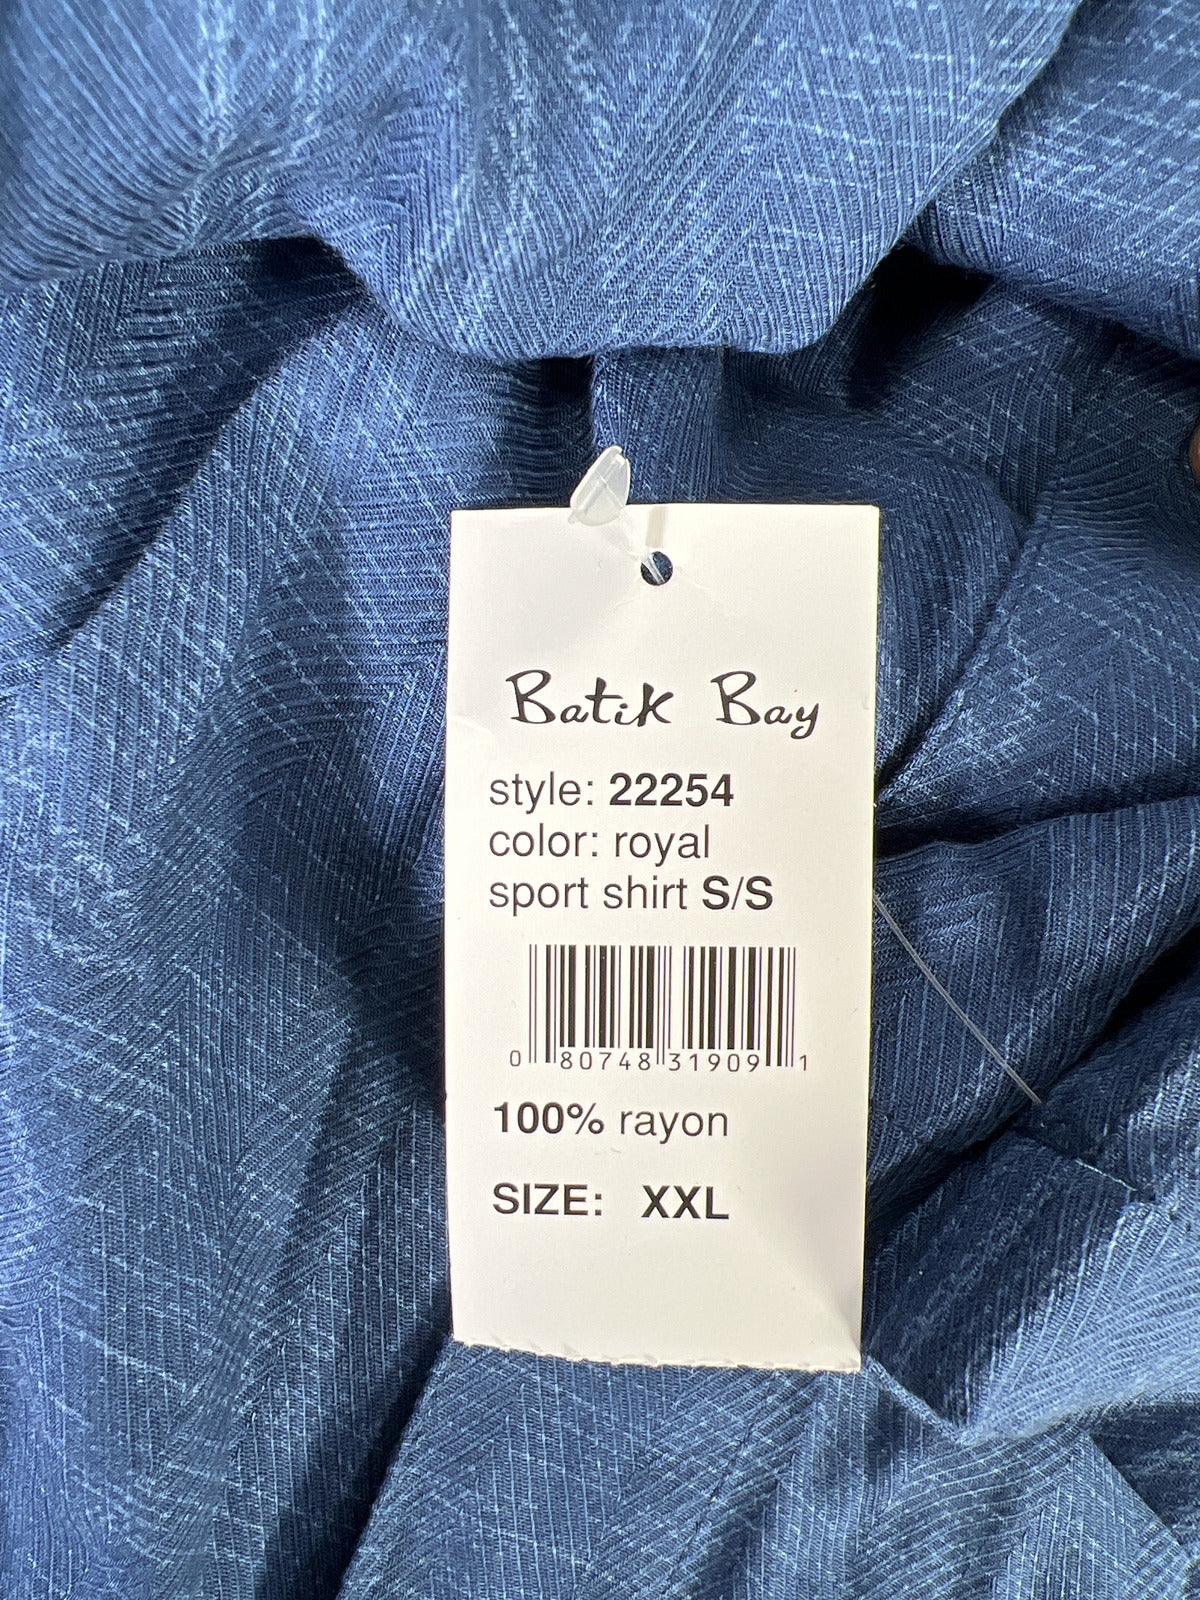 Batik Bay
style: 22254
color: royal
sport shirt S/S
0 80748 31909 1
100% rayon
SIZE: XXL